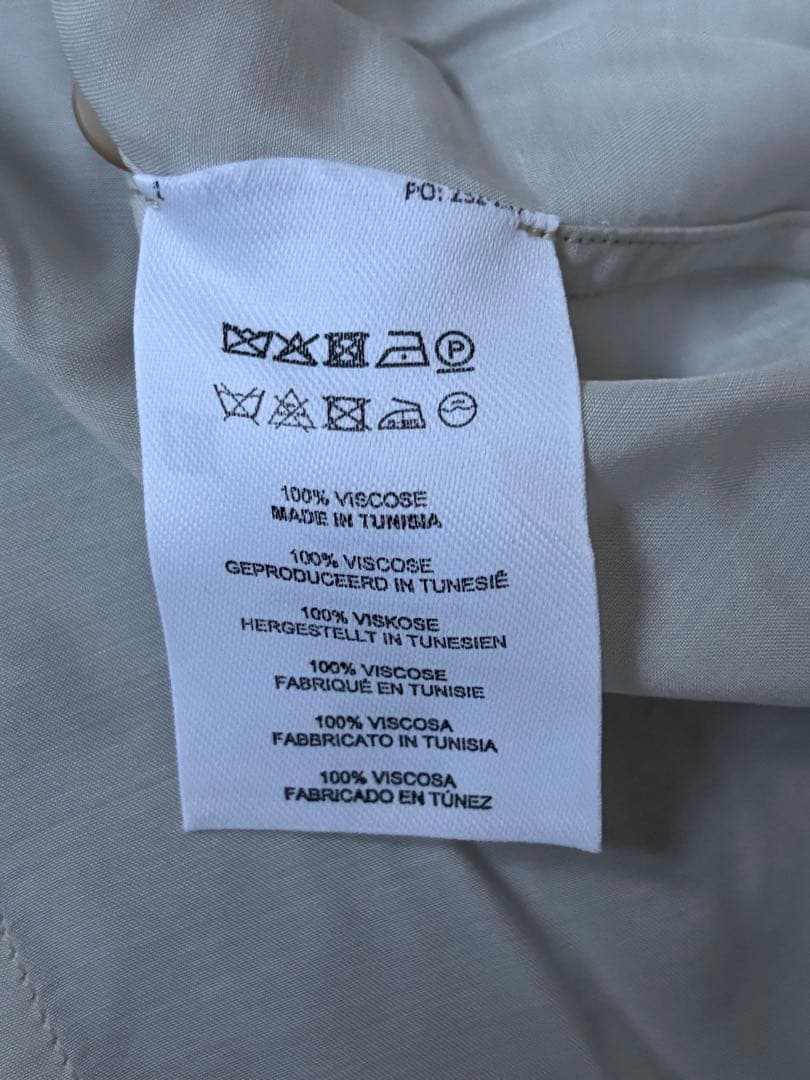 PO:
P
100% VISCOSE
MADE IN TUNISIA
100% VISCOSE
GEPRODUCEERD IN TUNESIË
100% VISKOSE
HERGESTELLT IN TUNESIEN
100% VISCOSE
FABRIQUÉ EN TUNISIE
100% VISCOSA
FABBRICATO IN TUNISIA
100% VISCOSA
FABRICADO EN TÚNEZ